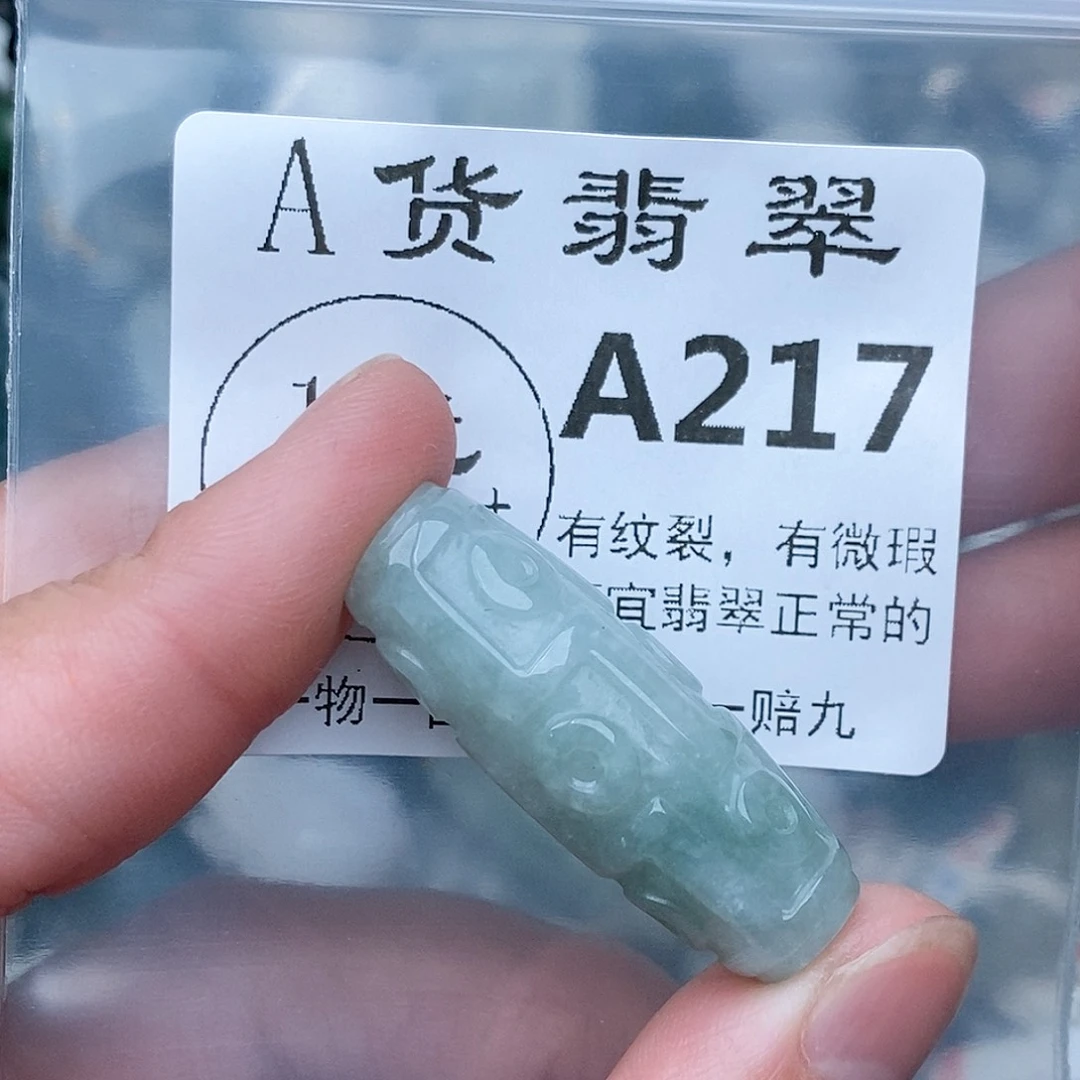 A货翡翠
A217
有纹裂，有微瑕
宜翡翠正常的
物一
一赔九